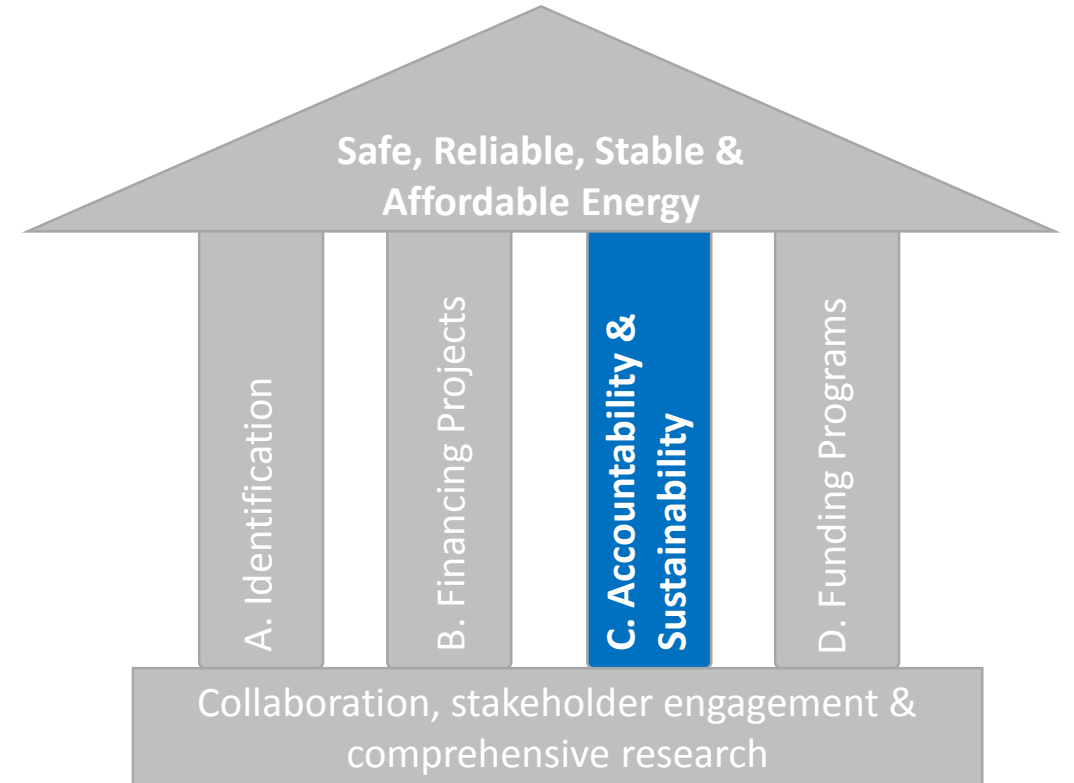 Safe, Reliable, Stable &
Affordable Energy
A. Identification
B. Financing Projects
C. Accountability &
Sustainability
D. Funding Programs
Collaboration, stakeholder engagement &
comprehensive research